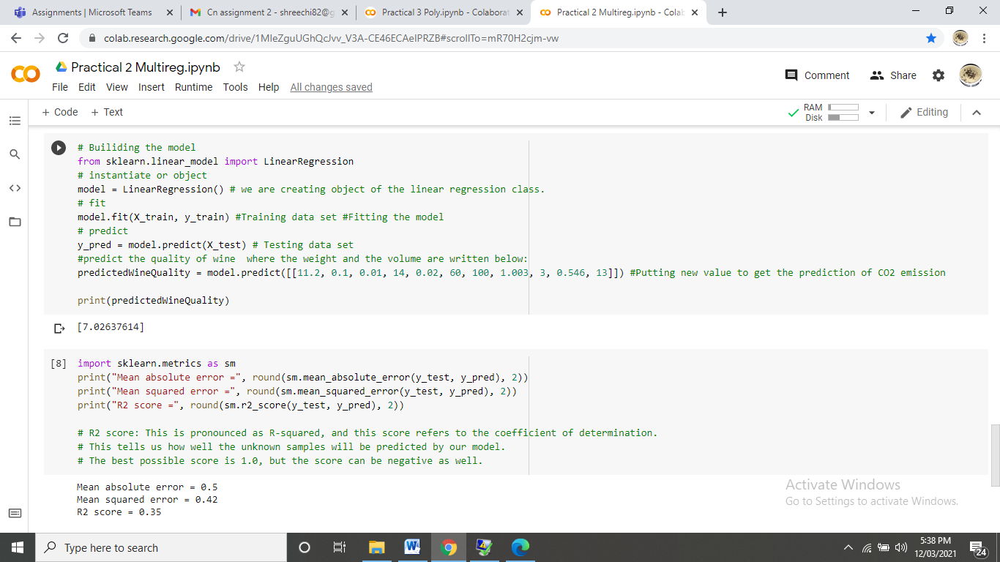 Assignments | Microsoft Teams
Cn assignment 2 - shreechi82@g
Practical 3 Poly.ipynb - Colaborat
Practical 2 Multireg.ipynb - Colab
colab.research.google.com/drive/1MleZguUGhQcJvv_V3A-CE46ECAeIPRZB#scrollTo=mR70H2cjm-vw
Practical 2 Multireg.ipynb
Comment
Share
File Edit View Insert Runtime Tools Help All changes saved
+ Code + Text
RAM
Disk
Editing
# Builiding the model
from sklearn.linear_model import LinearRegression
# instantiate or object
model = LinearRegression() # we are creating object of the linear regression class.
# fit
model.fit(X_train, y_train) #Training data set #Fitting the model
# predict
y_pred = model.predict(X_test) # Testing data set
#predict the quality of wine  where the weight and the volume are written below:
predictedWineQuality = model.predict([[11.2, 0.1, 0.01, 14, 0.02, 60, 100, 1.003, 3, 0.546, 13]]) #Putting new value to get the prediction of CO2 emission
print(predictedWineQuality)
[7.02637614]
[8] import sklearn.metrics as sm
print("Mean absolute error =", round(sm.mean_absolute_error(y_test, y_pred), 2))
print("Mean squared error =", round(sm.mean_squared_error(y_test, y_pred), 2))
print("R2 score =", round(sm.r2_score(y_test, y_pred), 2))
# R2 score: This is pronounced as R-squared, and this score refers to the coefficient of determination.
# This tells us how well the unknown samples will be predicted by our model.
# The best possible score is 1.0, but the score can be negative as well.
Mean absolute error = 0.5
Mean squared error = 0.42
R2 score = 0.35
Activate Windows
Go to Settings to activate Windows.
Type here to search
5:38 PM
12/03/2021
24